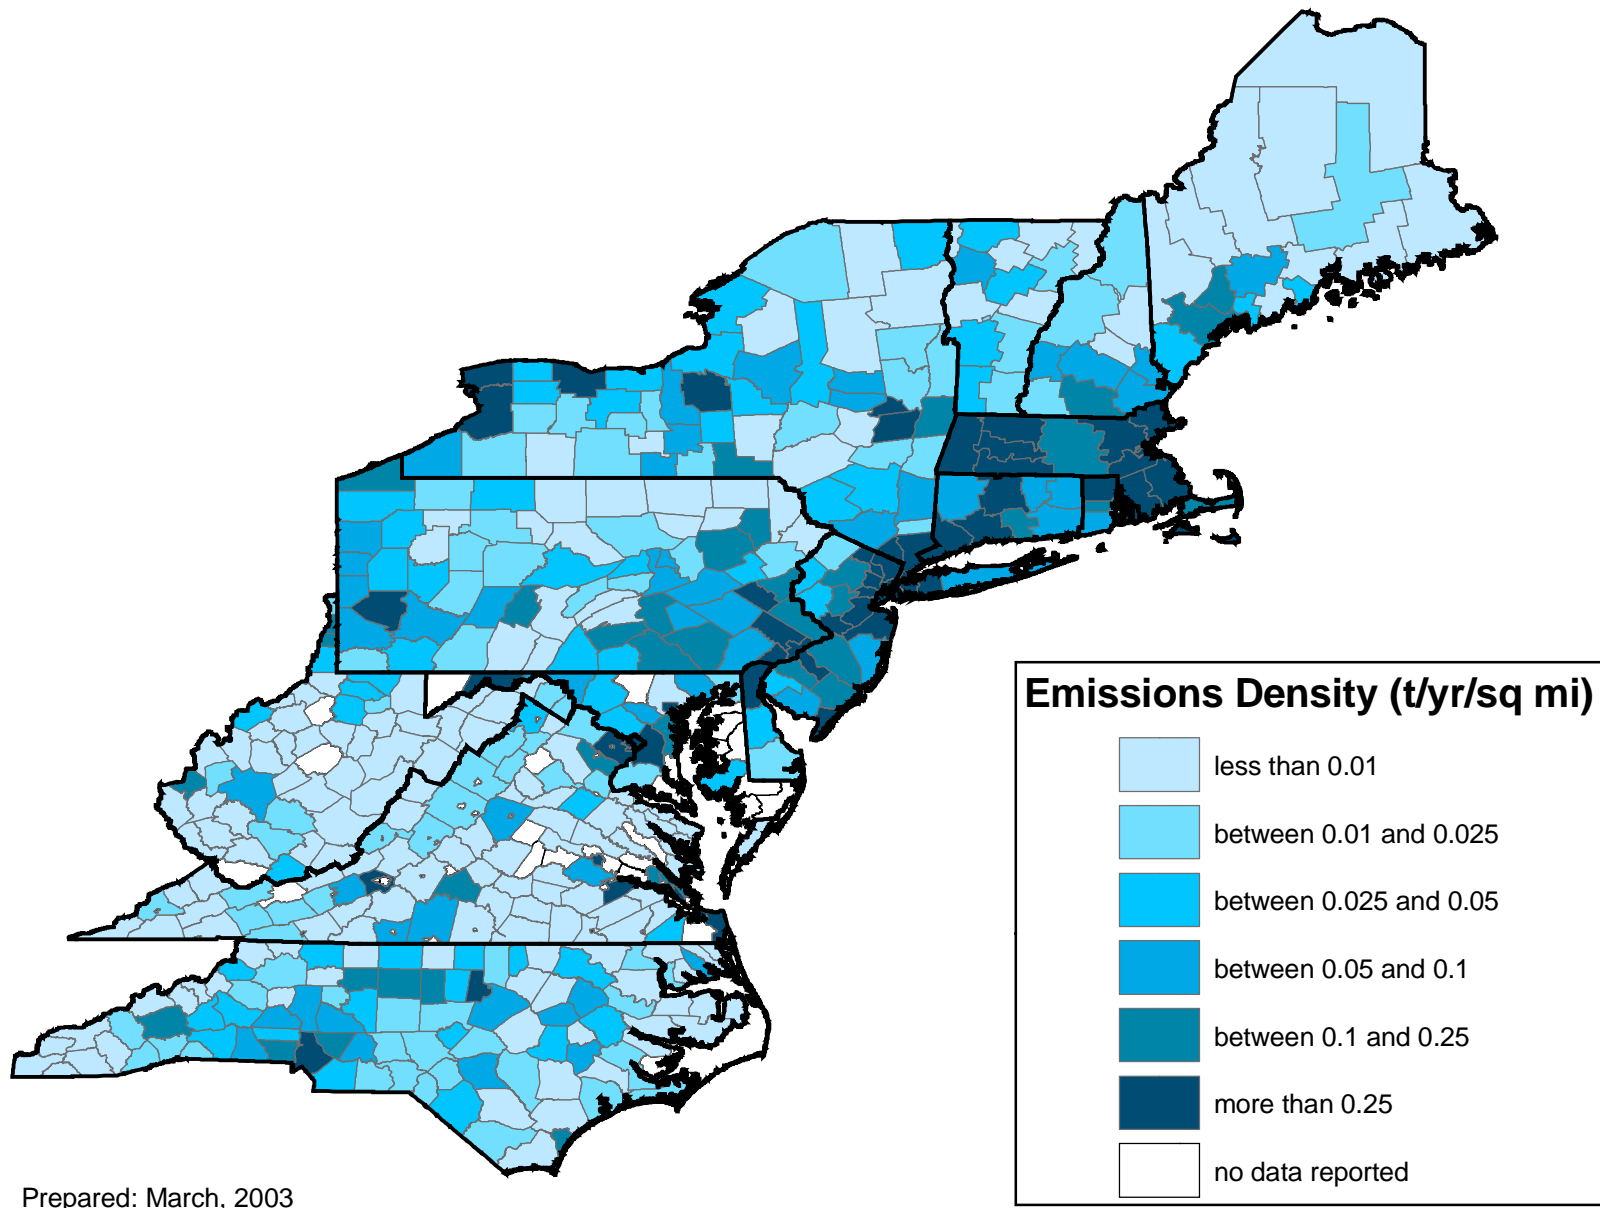 Emissions Density (t/yr/sq mi)
less than 0.01
between 0.01 and 0.025
between 0.025 and 0.05
between 0.05 and 0.1
between 0.1 and 0.25
more than 0.25
no data reported
Prepared: March, 2003